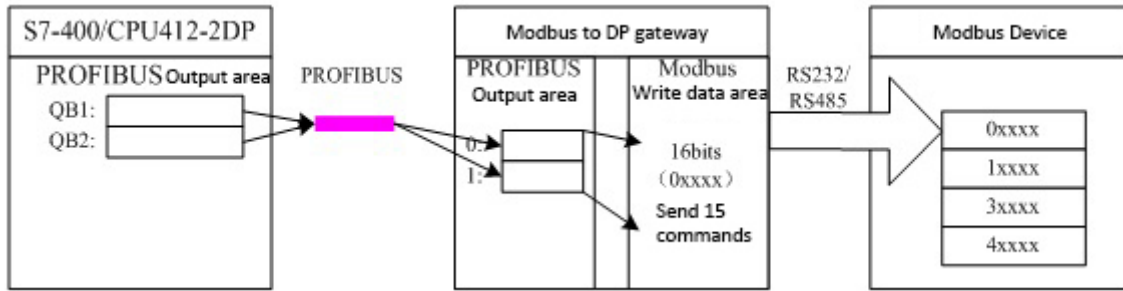 S7-400/CPU412-2DP
PROFIBUS Output area
QB1:
QB2:
PROFIBUS
Modbus to DP gateway
PROFIBUS
Output area
0:
1:
Modbus
Write data area
16bits
(0xxxx)
Send 15
commands
RS232/
RS485
Modbus Device
0xxxx
1xxxx
3xxxx
4xxxx